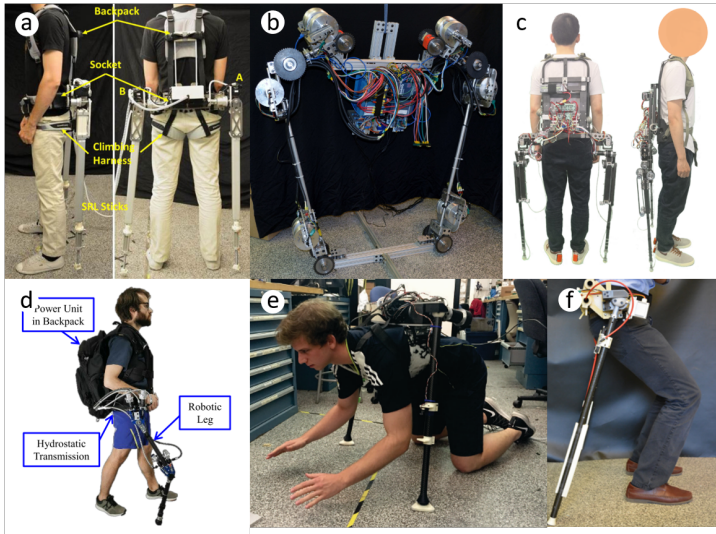 a
Backpack
Socket
A
B
Climbing
Harness
SRL Sticks
b
c
d
Power Unit
in Backpack
Robotic
Leg
Hydrostatic
Transmission
e
f